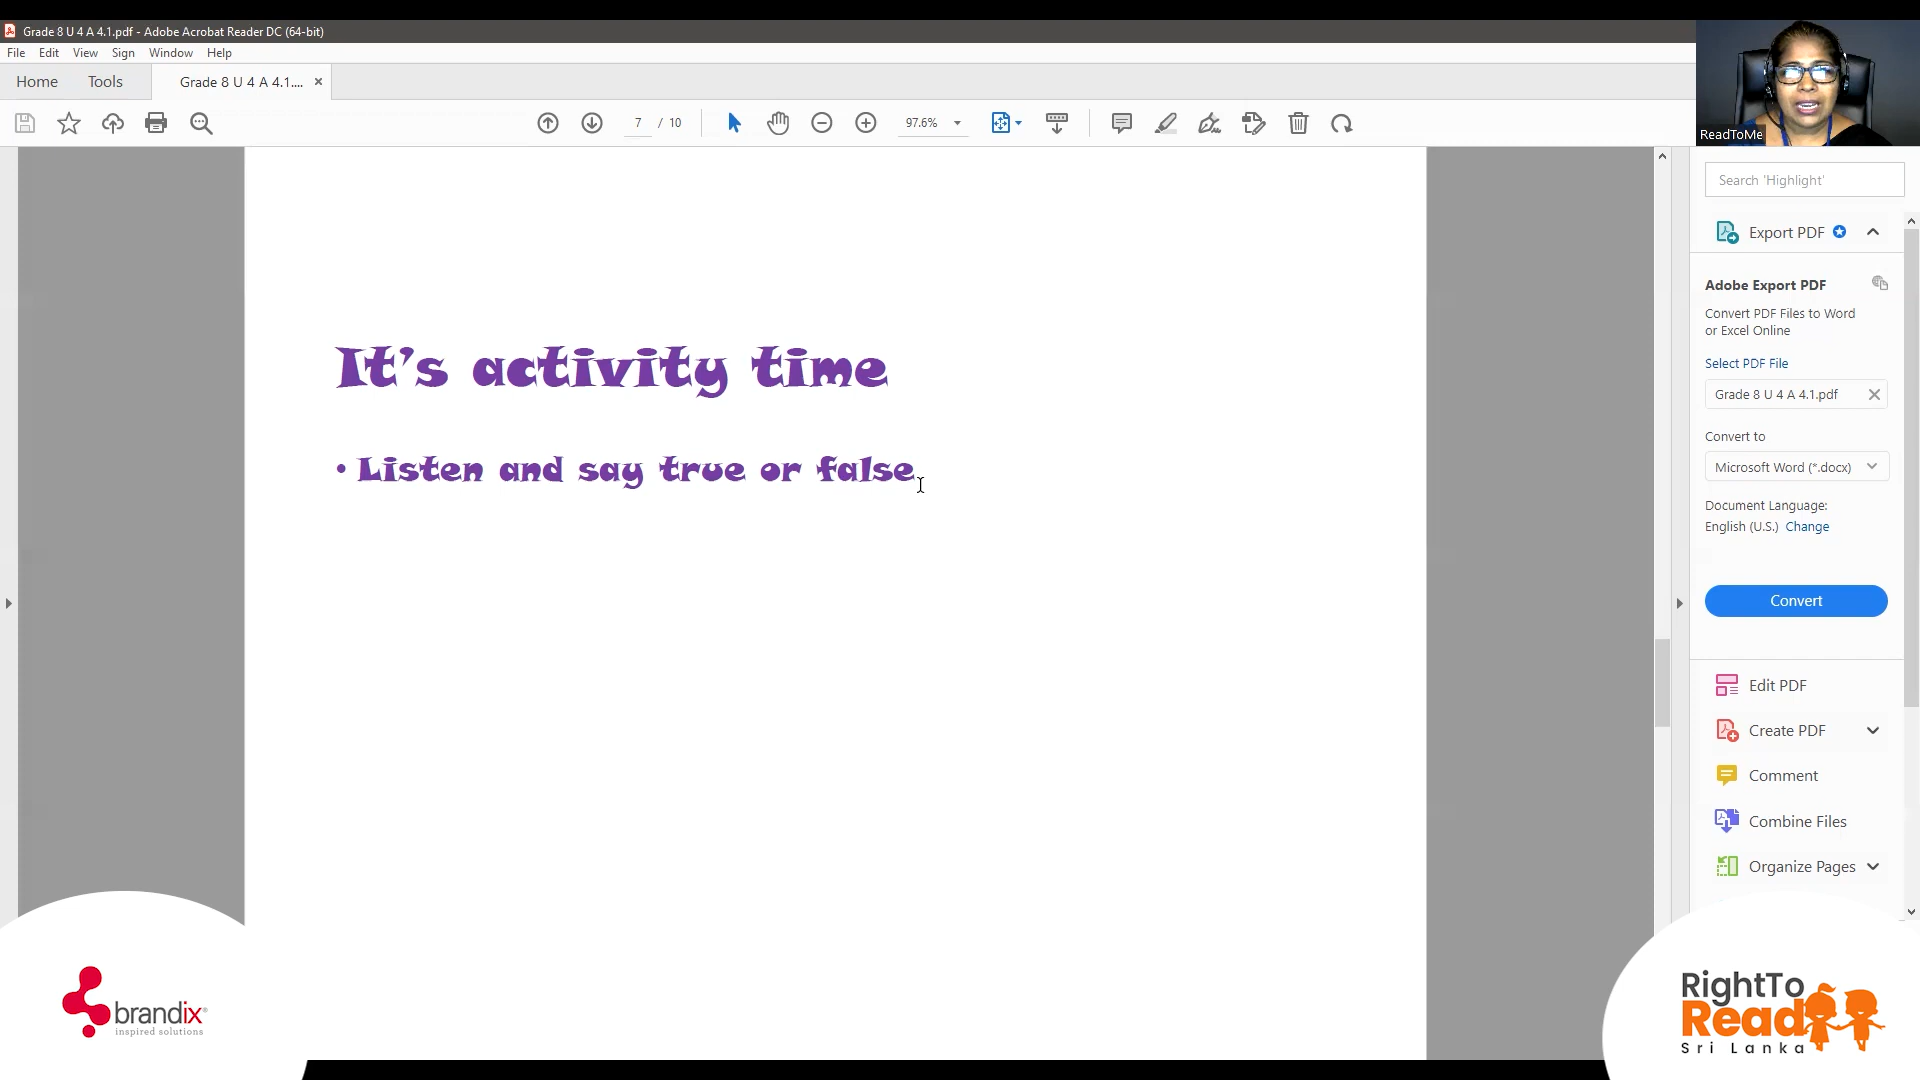 Grade 8 U 4 A 4.1.pdf - Adobe Acrobat Reader DC (64-bit)
File Edit View Sign Window Help
Home Tools Grade 8 U 4 A 4.1....
7 / 10 97.6%
ReadToMe
Search 'Highlight'
Export PDF
Adobe Export PDF
Convert PDF Files to Word
or Excel Online
Select PDF File
Grade 8 U 4 A 4.1.pdf
Convert to
Microsoft Word (*.docx)
Document Language:
English (U.S.) Change
Convert
Edit PDF
Create PDF
Comment
Combine Files
Organize Pages
It's activity time
• Listen and say true or false.
brandix
inspired solutions
RightTo
Read
Sri Lanka